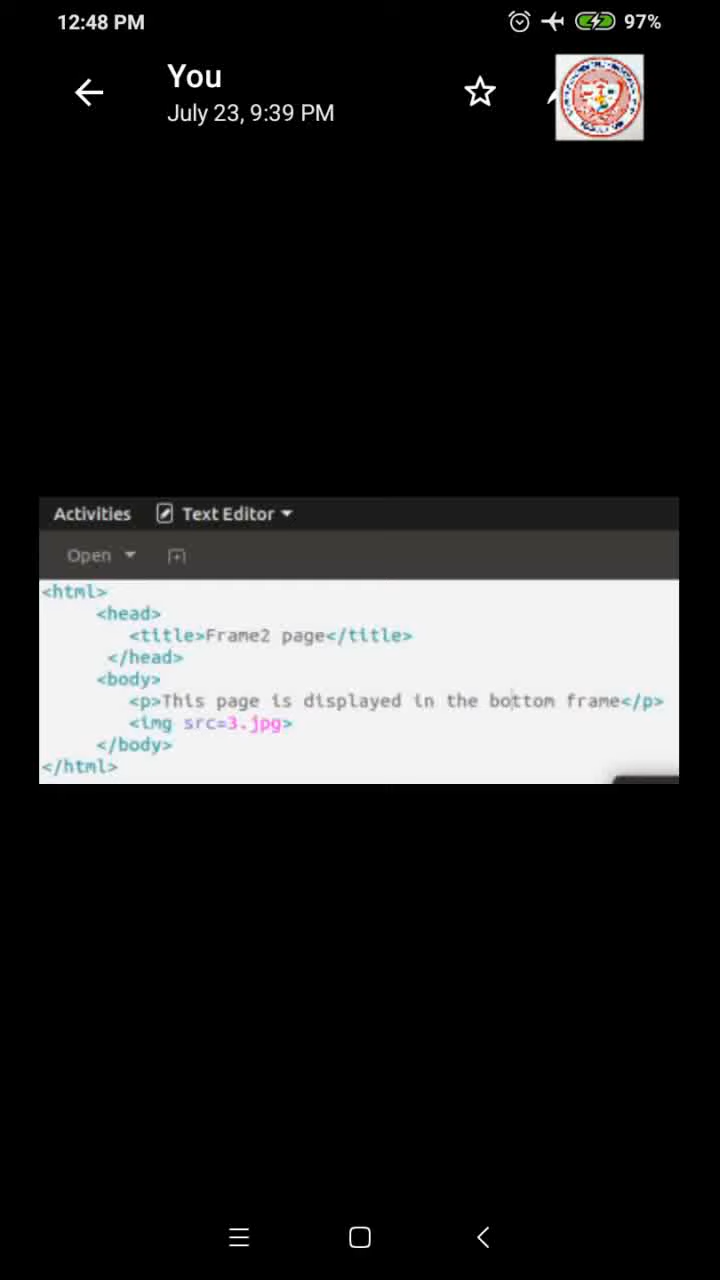 12:48 PM
97%
You
July 23, 9:39 PM
Activities Text Editor
Open
<html>
<head>
<title>Frame2 page</title>
</head>
<body>
<p>This page is displayed in the bottom frame</p>
<img src=3.jpg>
</body>
</html>